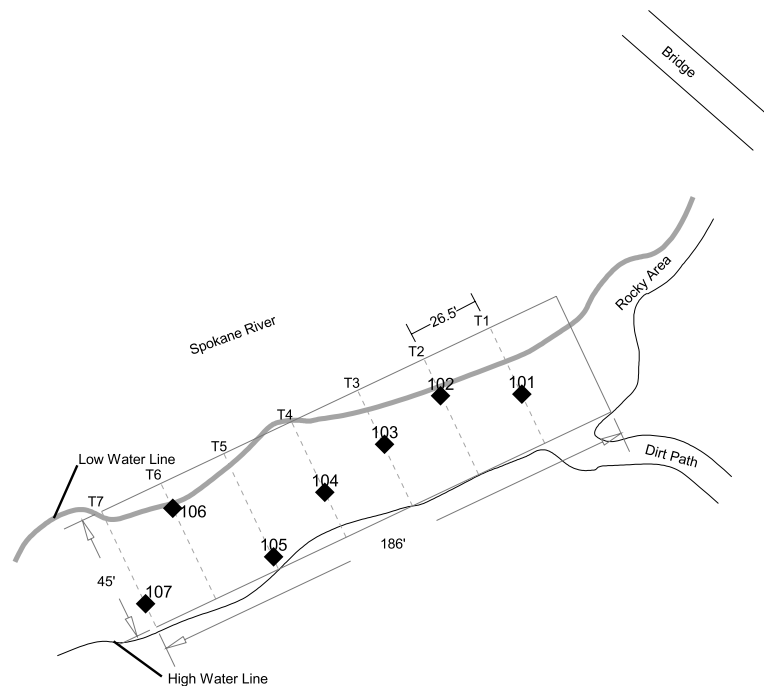 Bridge
Rocky Area
26.5'
T1
Spokane River
T2
T3
102
101
T4
103
T5
Low Water Line
T6
104
T7
106
105
186'
45'
107
Dirt Path
High Water Line